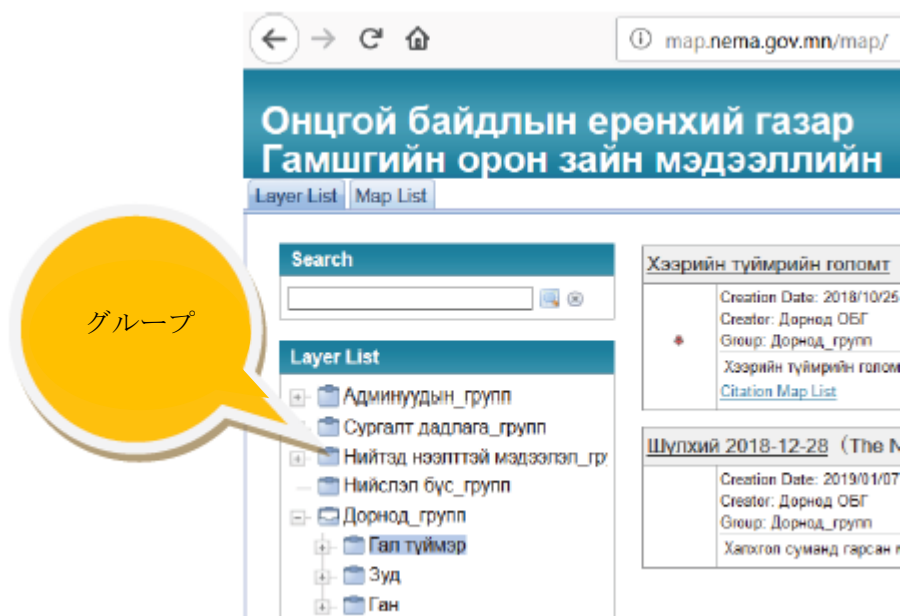 map.nema.gov.mn/map/
Онцгой байдлын ерөнхий газар
Гамшгийн орон зайн мэдээллийн
Layer List Map List
Search
グループ
Layer List
Админуудын_групп
Сургалт дадлага_групп
Нийтэд нээлттэй мэдээлэл_гр
Нийслэл бүс_групп
Дорнод_групп
Гал түймэр
Зуд
Ган
Хээрийн түймрийн голомт
Creation Date: 2018/10/25
Creator: Дорнод ОБГ
Group: Дорнод_групп
Хээрийн түймрийн голом
Citation Map List
Шүлхий 2018-12-28 (The
Creation Date: 2019/01/07
Creator: Дорнод ОБГ
Group: Дорнод_групп
Халхгол суманд гарсан